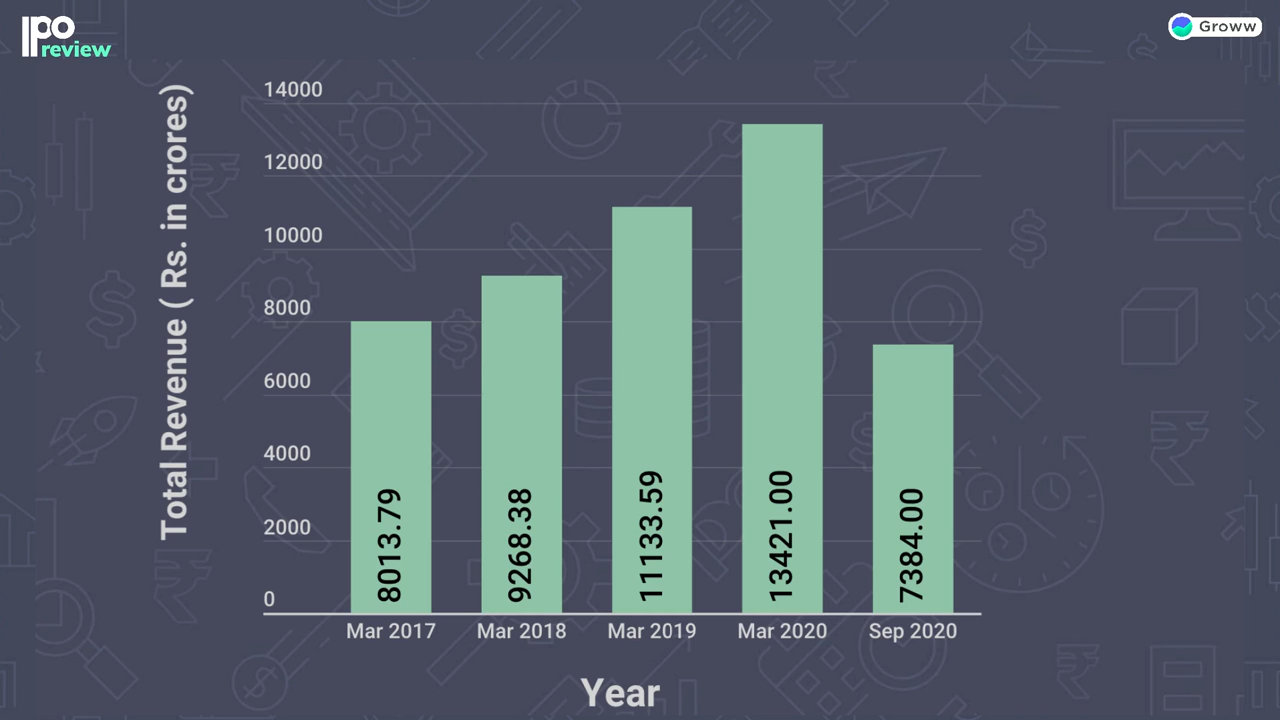 IPO
review
Groww
Total Revenue ( Rs. in crores)
14000
12000
10000
8000
6000
4000
2000
0
8013.79
9268.38
11133.59
13421.00
7384.00
Mar 2017
Mar 2018
Mar 2019
Mar 2020
Sep 2020
Year